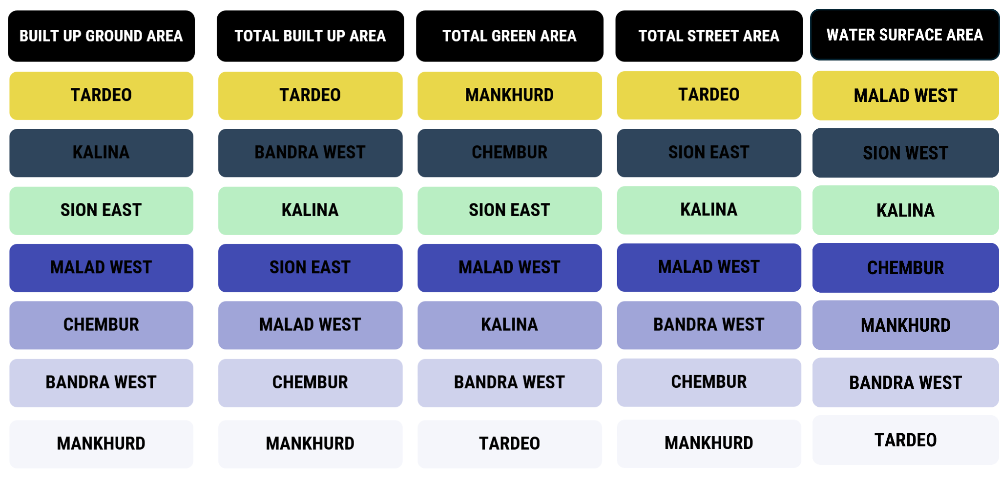 BUILT UP GROUND AREA
TOTAL BUILT UP AREA
TOTAL GREEN AREA
TOTAL STREET AREA
WATER SURFACE AREA
TARDEO
TARDEO
MANKHURD
TARDEO
MALAD WEST
KALINA
BANDRA WEST
CHEMBUR
SION EAST
SION WEST
SION EAST
KALINA
SION EAST
KALINA
KALINA
MALAD WEST
SION EAST
MALAD WEST
MALAD WEST
CHEMBUR
CHEMBUR
MALAD WEST
KALINA
BANDRA WEST
MANKHURD
BANDRA WEST
CHEMBUR
BANDRA WEST
CHEMBUR
BANDRA WEST
MANKHURD
MANKHURD
TARDEO
MANKHURD
TARDEO